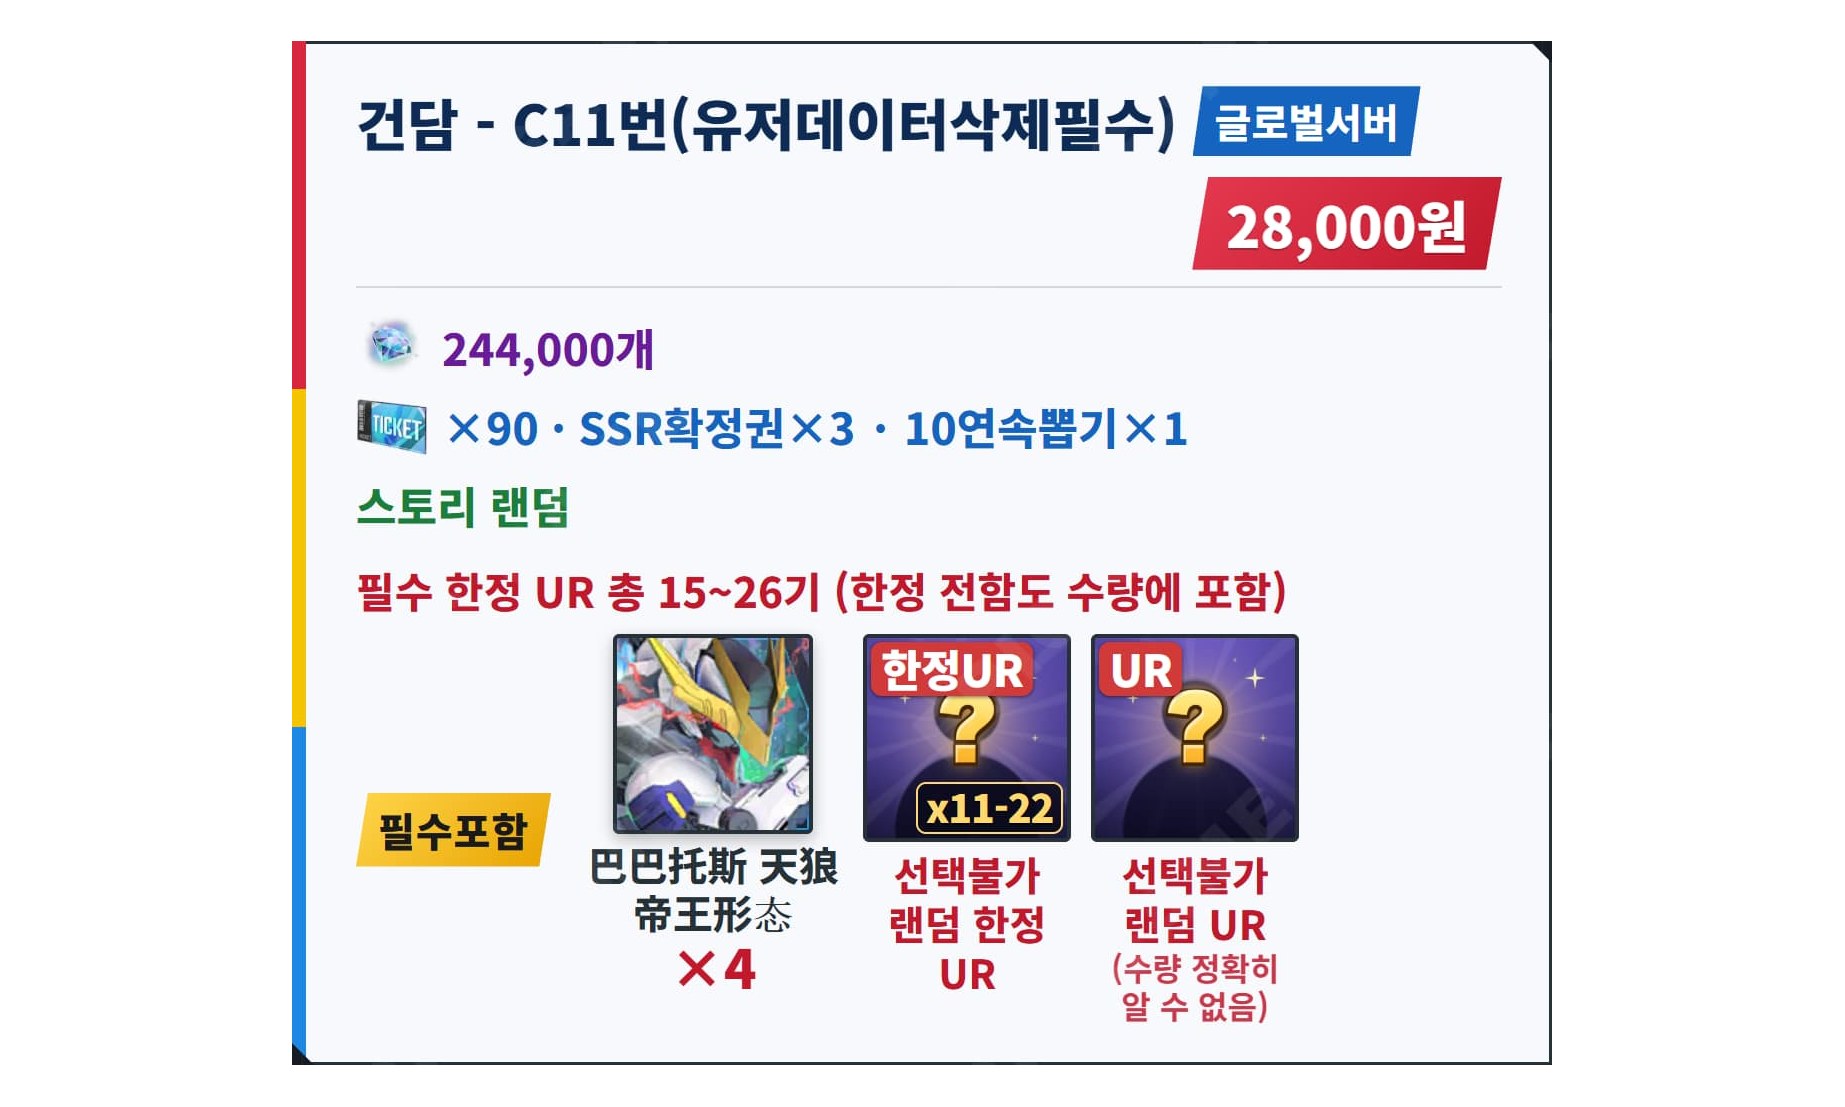 건담 - C11번(유저데이터삭제필수) 글로벌서버
28,000원
244,000개
TICKET ×90 · SSR확정권×3 · 10연속뽑기×1
스토리 랜덤
필수 한정 UR 총 15~26기 (한정 전함도 수량에 포함)
필수포함
巴巴托斯 天狼
帝王形态
×4
한정UR
?
x11-22
선택불가
랜덤 한정
UR
UR
?
선택불가
랜덤 UR
(수량 정확히
알 수 없음)